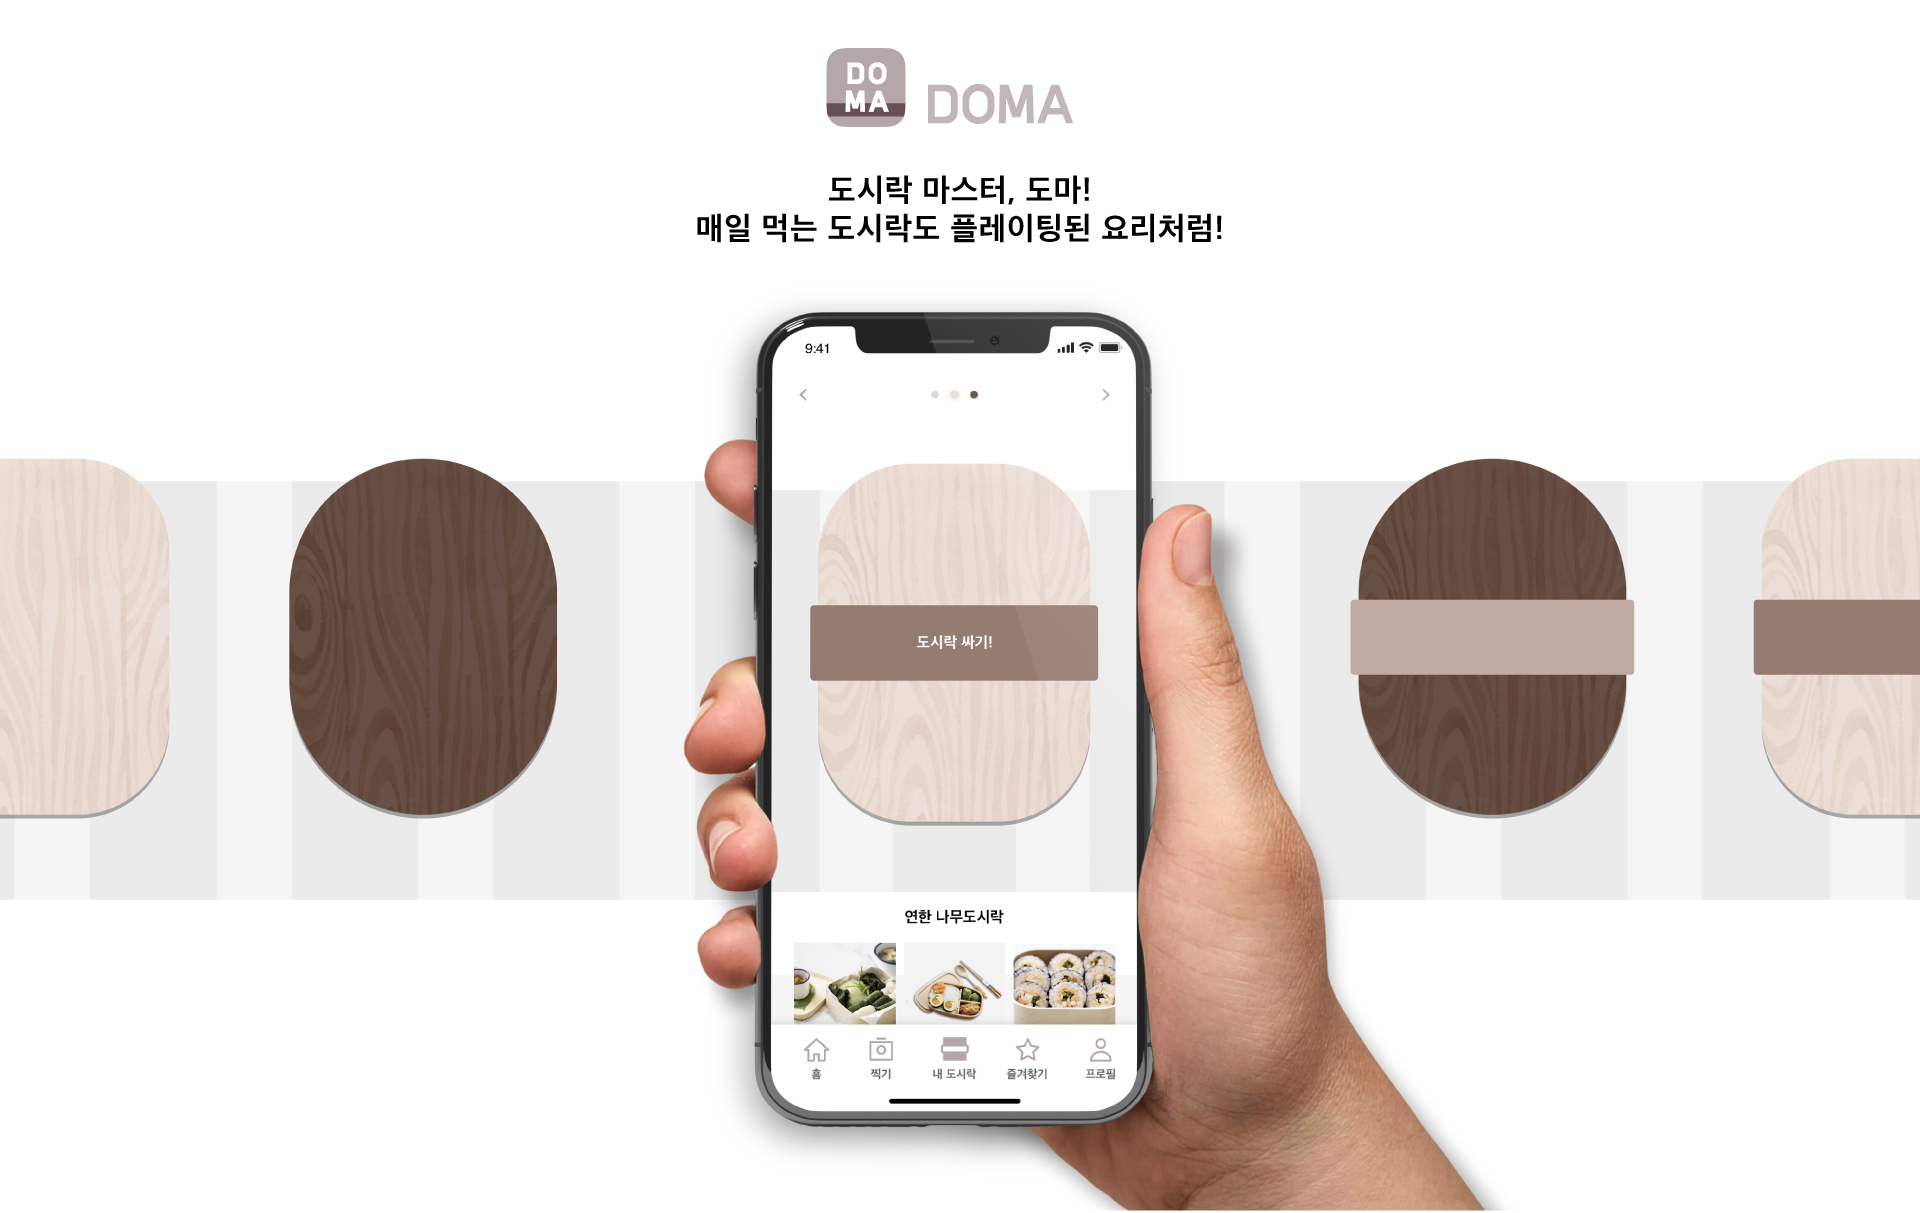 DO
MA
DOMA
도시락 마스터, 도마!
매일 먹는 도시락도 플레이팅된 요리처럼!
9:41
도시락 싸기!
연한 나무도시락
홈
찍기
내 도시락
즐겨찾기
프로필